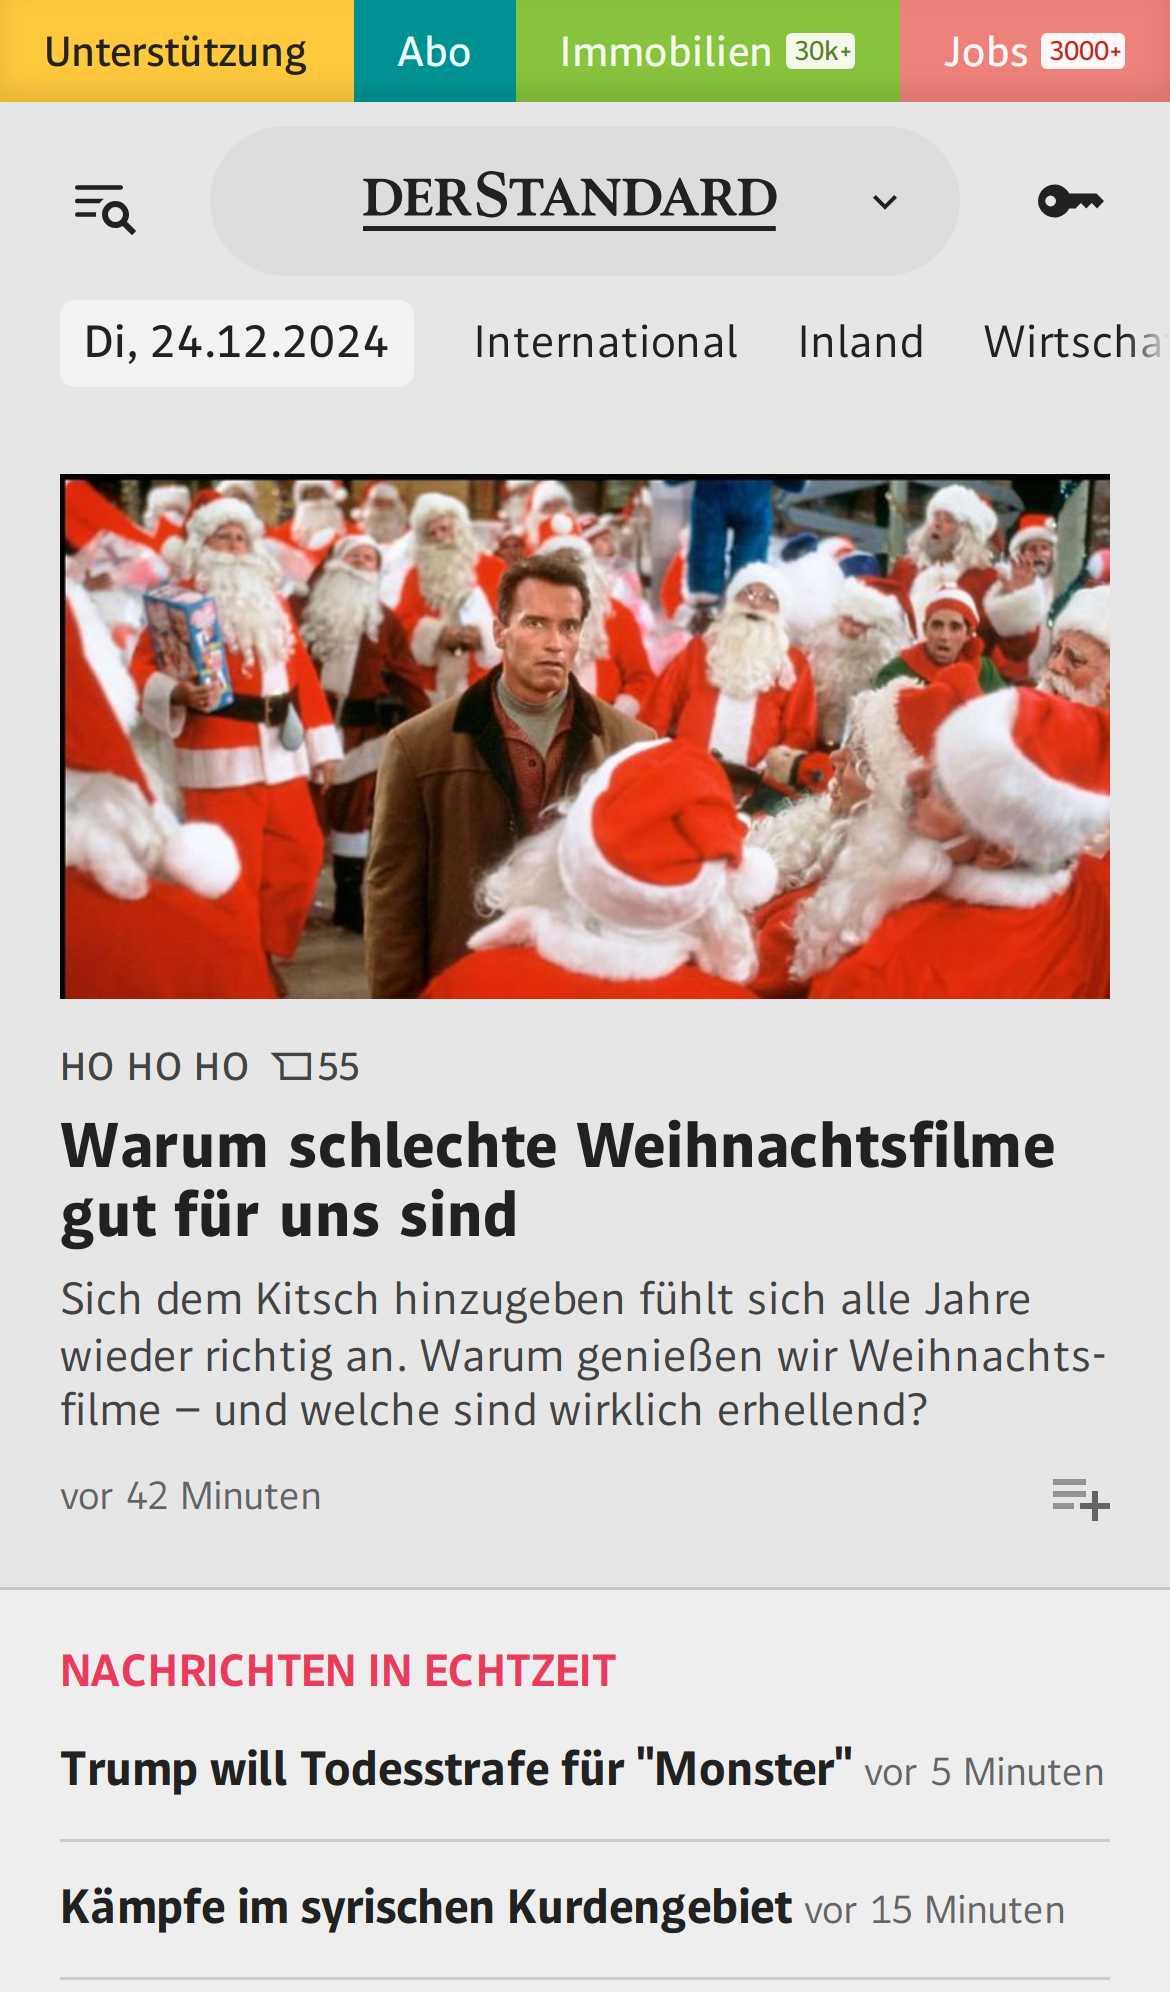 Unterstützung Abo Immobilien 30k+ Jobs 3000+
DERSTANDARD
Di, 24.12.2024 International Inland Wirtscha
HO HO HO 55
Warum schlechte Weihnachtsfilme
gut für uns sind
Sich dem Kitsch hinzugeben fühlt sich alle Jahre
wieder richtig an. Warum genießen wir Weihnachts-
filme – und welche sind wirklich erhellend?
vor 42 Minuten
NACHRICHTEN IN ECHTZEIT
Trump will Todesstrafe für "Monster" vor 5 Minuten
Kämpfe im syrischen Kurdengebiet vor 15 Minuten